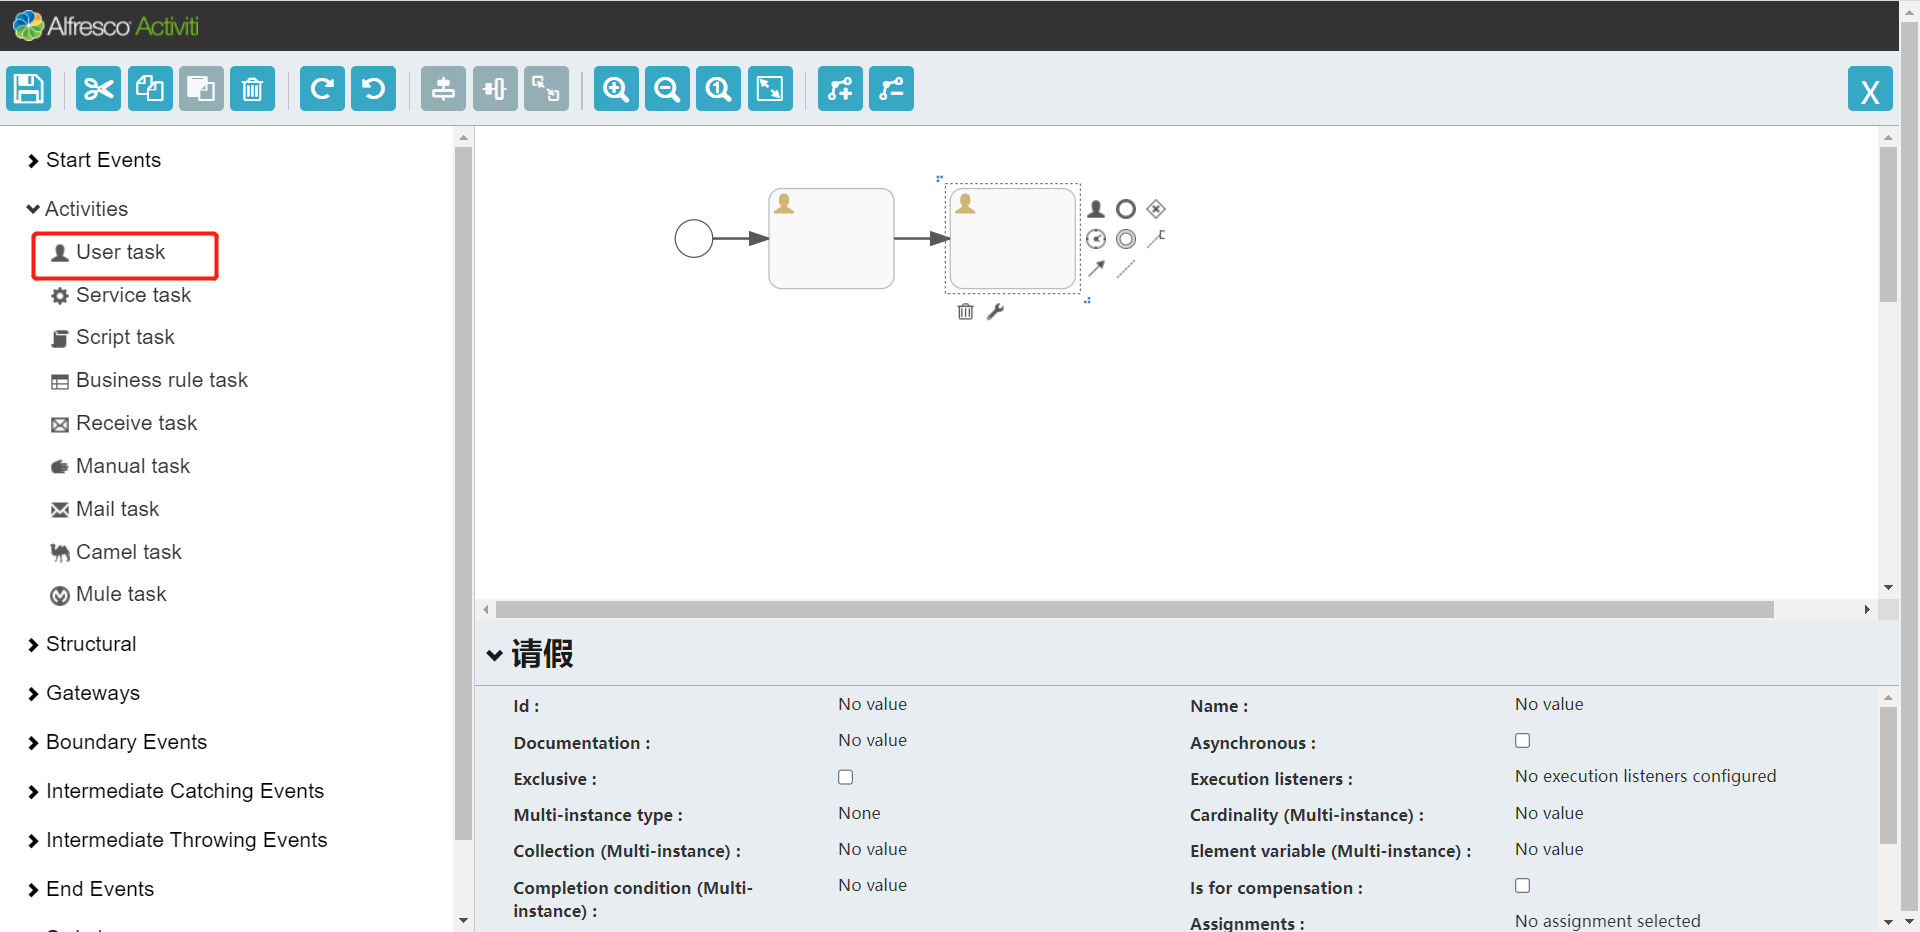 Alfresco Activiti
X
Start Events
Activities
User task
Service task
Script task
Business rule task
Receive task
Manual task
Mail task
Camel task
Mule task
Structural
Gateways
Boundary Events
Intermediate Catching Events
Intermediate Throwing Events
End Events
请假
Id : No value Name : No value
Documentation : No value Asynchronous :
Exclusive : Execution listeners : No execution listeners configured
Multi-instance type : None Cardinality (Multi-instance) : No value
Collection (Multi-instance) : No value Element variable (Multi-instance) : No value
Completion condition (Multi- No value Is for compensation :
instance) :
Assignments : No assignment selected